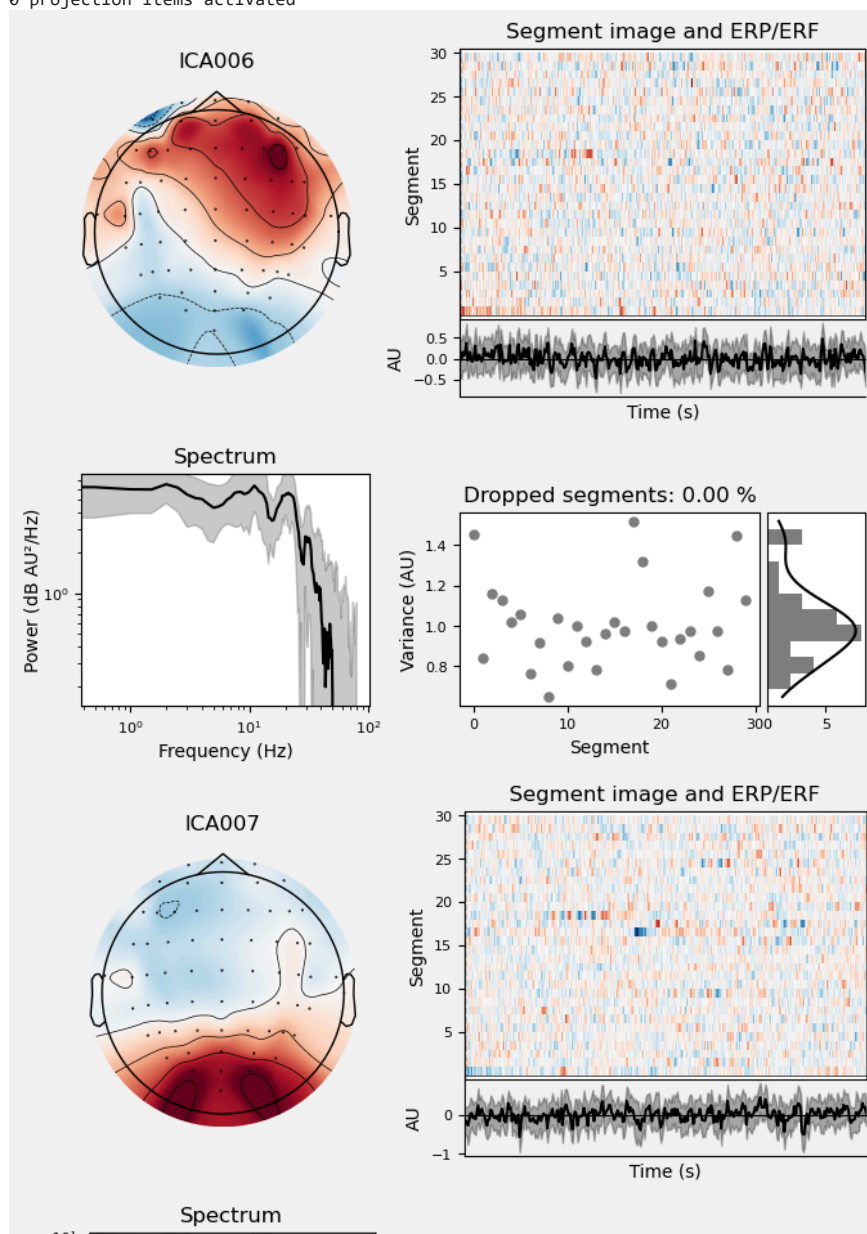 0 projection items activated
Segment image and ERP/ERF
ICA006
30
25
20
15
10
5
Segment
0.5
0.0
−0.5
AU
Time (s)
Spectrum
Power (dB AU²/Hz)
10⁰
10⁰ 10¹ 10²
Frequency (Hz)
Dropped segments: 0.00 %
Variance (AU)
1.4
1.2
1.0
0.8
0 10 20 300 5
Segment
Segment image and ERP/ERF
ICA007
30
25
20
15
10
5
Segment
0
−1
AU
Time (s)
Spectrum
10¹